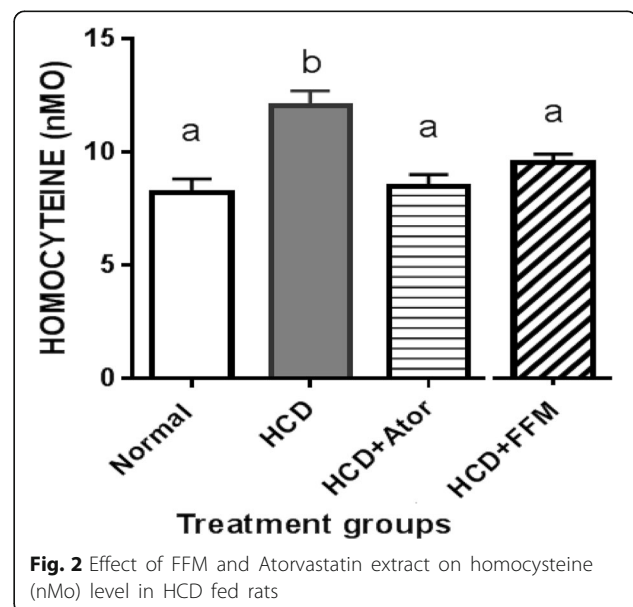 HOMOCYTEINE (nMO)
15
10
5
0
a
b
a
a
Normal
HCD
HCD+Ator
HCD+FFM
Treatment groups
Fig. 2 Effect of FFM and Atorvastatin extract on homocysteine
(nMo) level in HCD fed rats